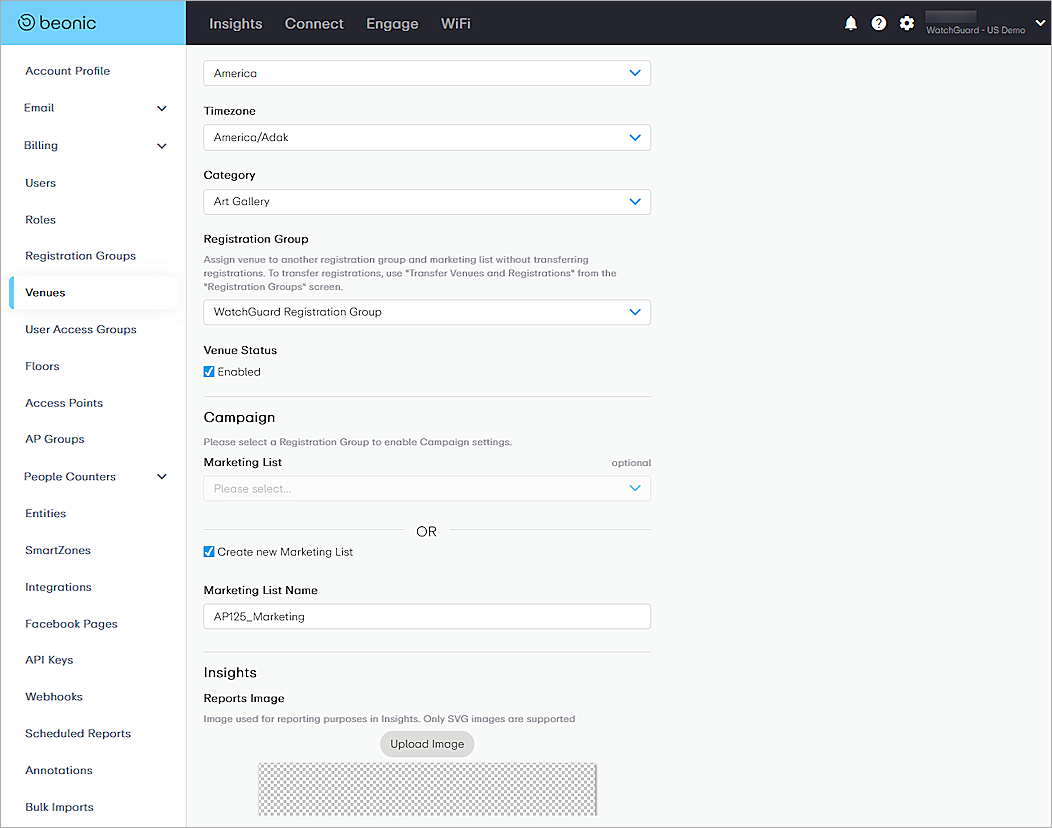 beonic
Insights
Connect
Engage
WiFi
WatchGuard - US Demo
Account Profile
Email
Billing
Users
Roles
Registration Groups
Venues
User Access Groups
Floors
Access Points
AP Groups
People Counters
Entities
SmartZones
Integrations
Facebook Pages
API Keys
Webhooks
Scheduled Reports
Annotations
Bulk Imports
America
Timezone
America/Adak
Category
Art Gallery
Registration Group
Assign venue to another registration group and marketing list without transferring
registrations. To transfer registrations, use "Transfer Venues and Registrations" from the
"Registration Groups" screen.
WatchGuard Registration Group
Venue Status
Enabled
Campaign
Please select a Registration Group to enable Campaign settings.
Marketing List
optional
Please select...
OR
Create new Marketing List
Marketing List Name
AP125_Marketing
Insights
Reports Image
Image used for reporting purposes in Insights. Only SVG images are supported
Upload Image